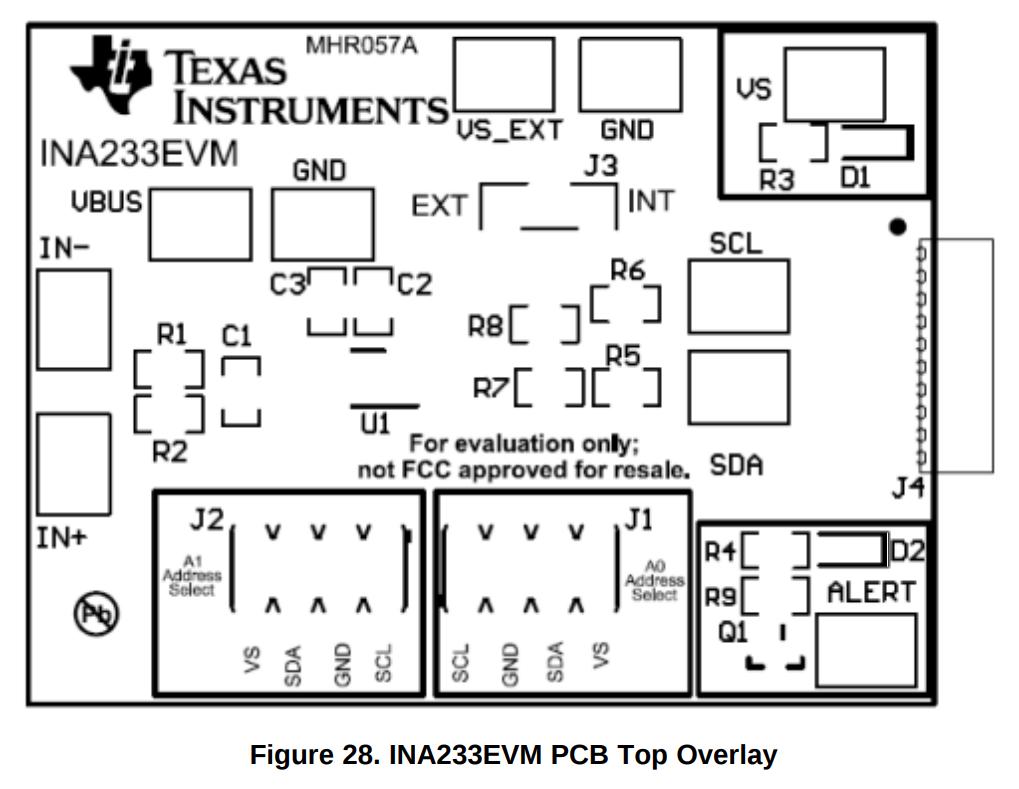 MHR057A
TEXAS
INSTRUMENTS
INA233EVM
VS_EXT
GND
VS
R3
D1
GND
VBUS
J3
EXT
INT
IN-
SCL
C3
C2
R6
R8
R1
C1
R5
R7
U1
R2
For evaluation only;
not FCC approved for resale.
SDA
J4
IN+
J2
A1
Address
Select
VS
SDA
GND
SCL
J1
A0
Address
Select
SCL
GND
SDA
VS
R4
D2
R9
ALERT
Q1
Pb
Figure 28. INA233EVM PCB Top Overlay